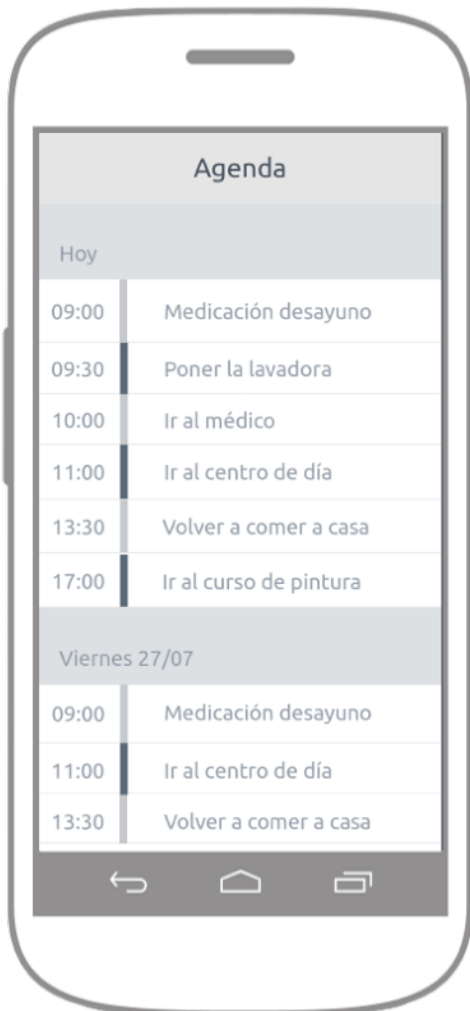 Agenda
Hoy
09:00 Medicación desayuno
09:30 Poner la lavadora
10:00 Ir al médico
11:00 Ir al centro de día
13:30 Volver a comer a casa
17:00 Ir al curso de pintura
Viernes 27/07
09:00 Medicación desayuno
11:00 Ir al centro de día
13:30 Volver a comer a casa